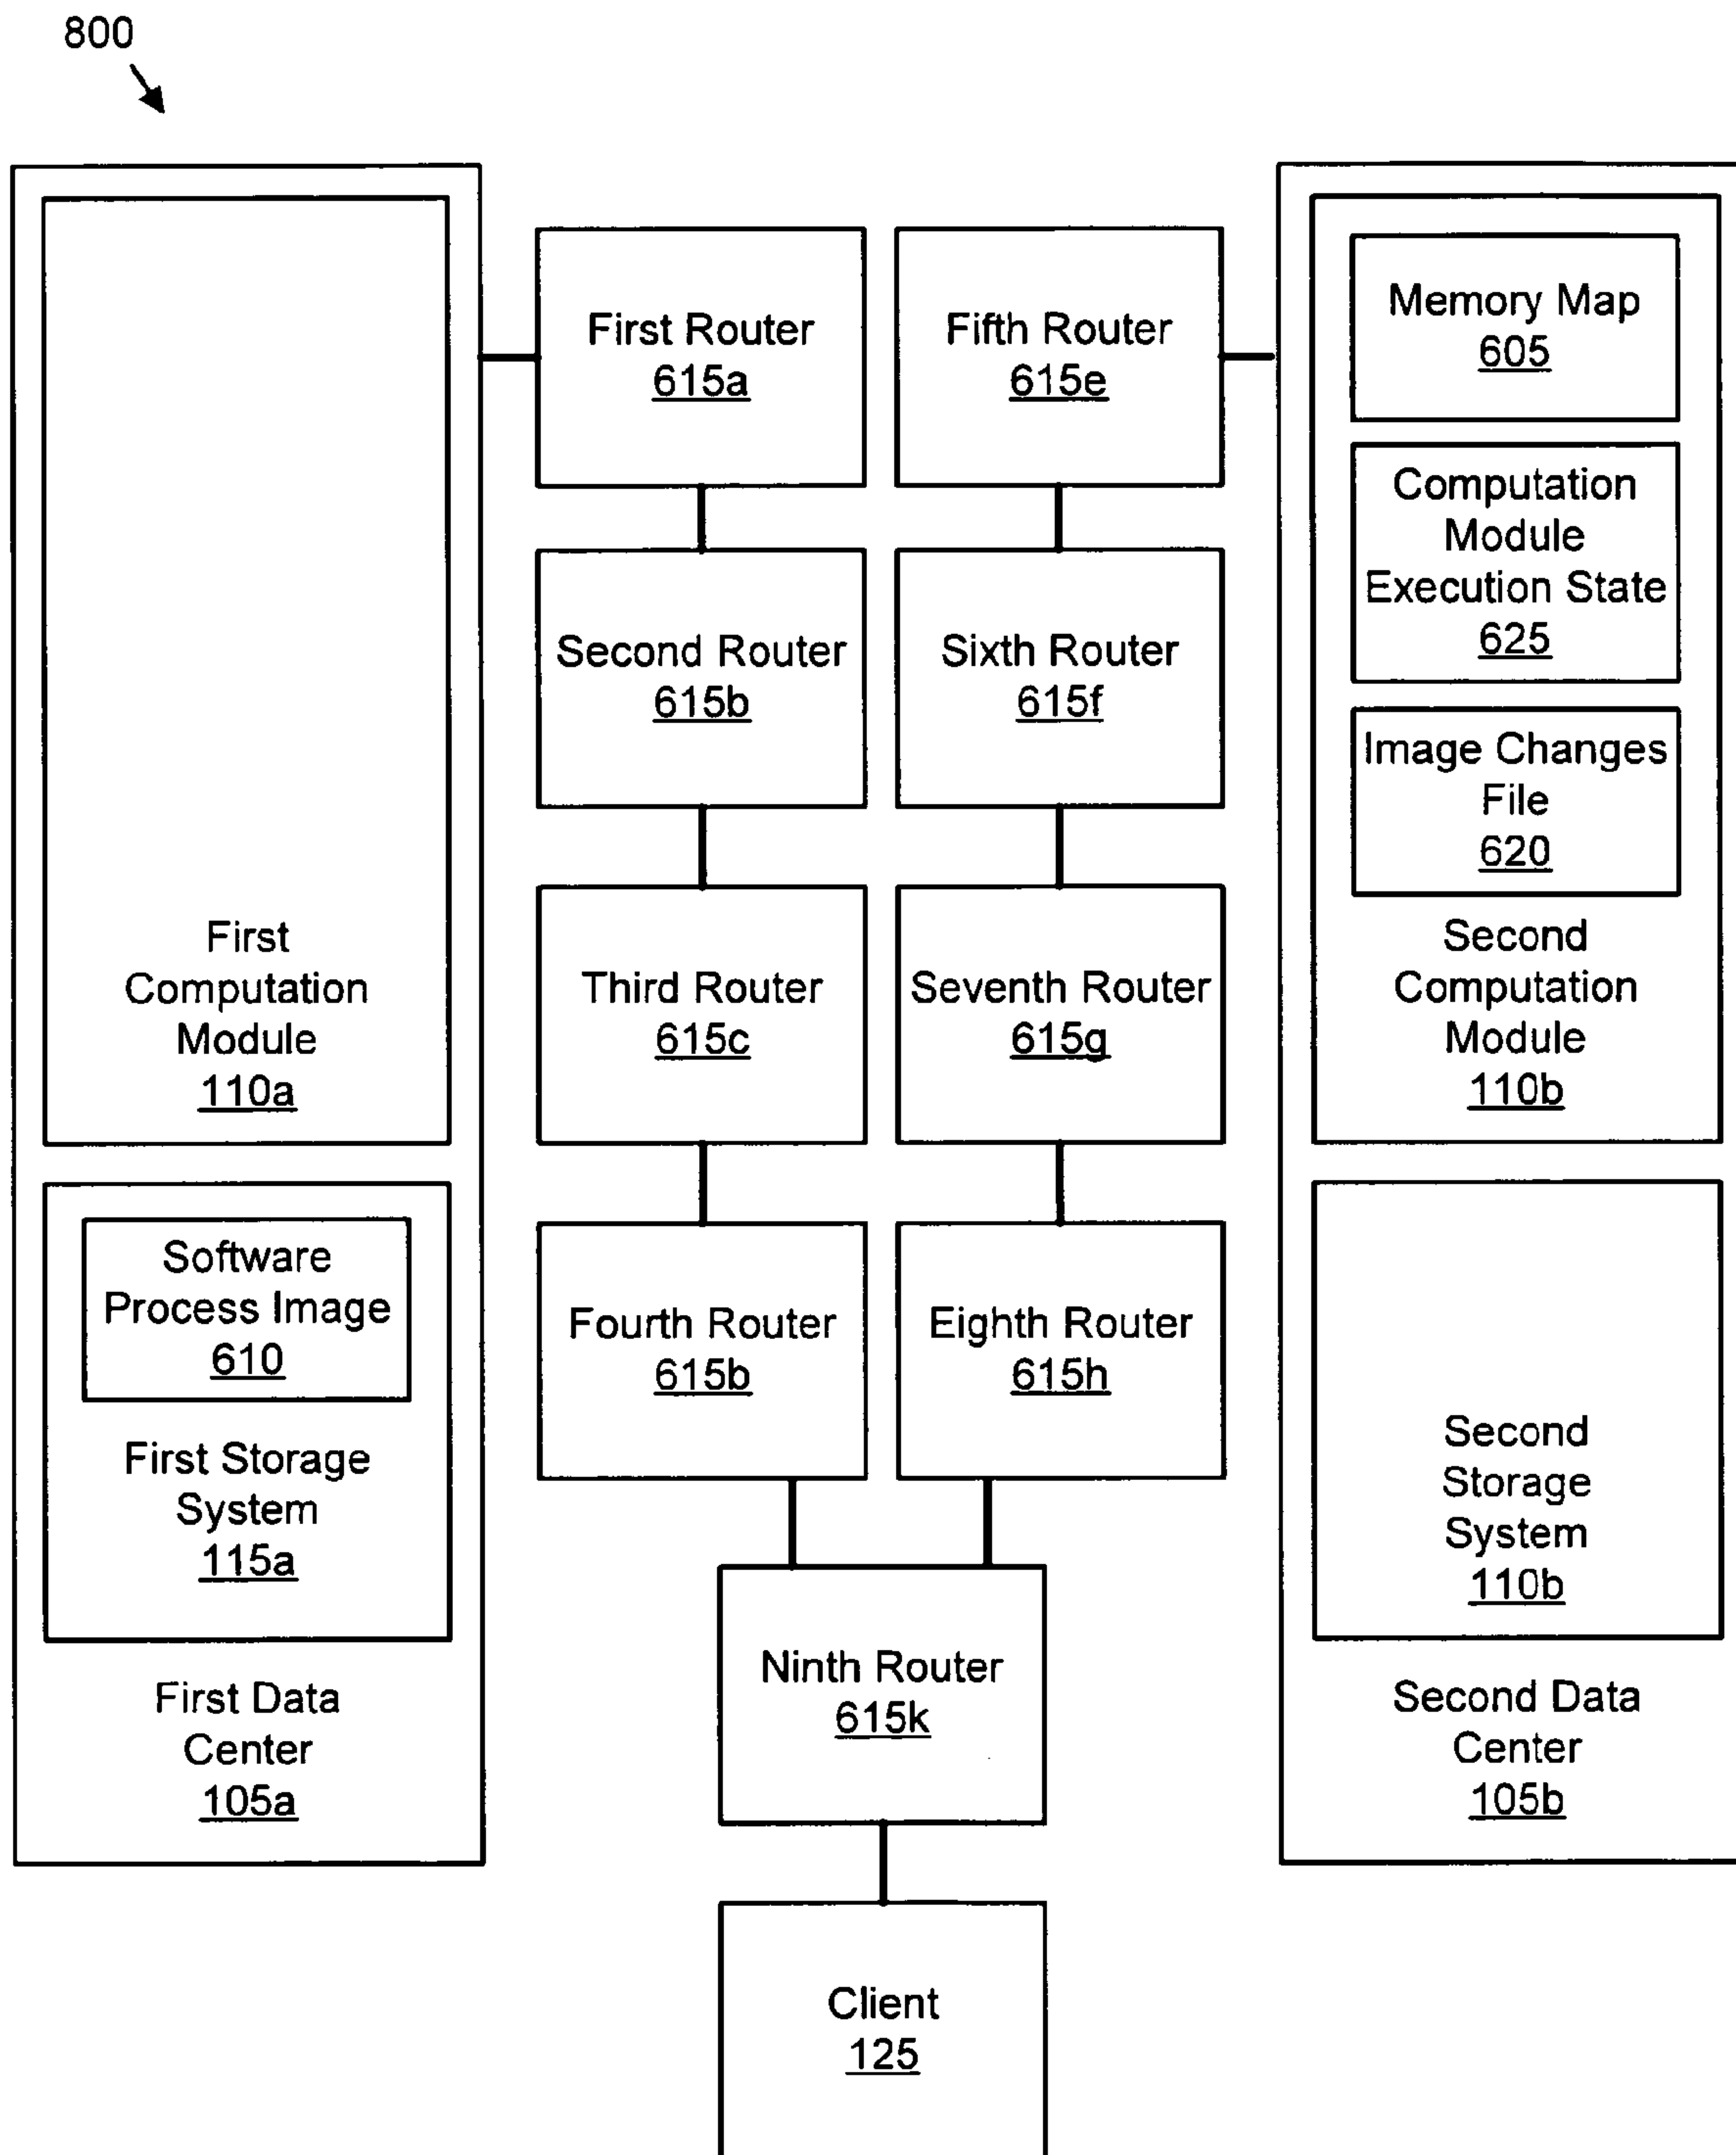 800
First
Computation
Module
110a
Software
Process Image
610
First Storage
System
115a
First Data
Center
105a
First Router
615a
Second Router
615b
Third Router
615c
Fourth Router
615b
Fifth Router
615e
Sixth Router
615f
Seventh Router
615g
Eighth Router
615h
Ninth Router
615k
Client
125
Memory Map
605
Computation
Module
Execution State
625
Image Changes
File
620
Second
Computation
Module
110b
Second
Storage
System
110b
Second Data
Center
105b